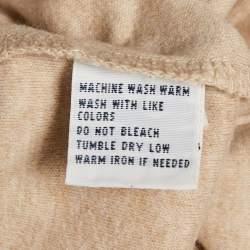 MACHINE WASH WARM
WASH WITH LIKE
COLORS
DO NOT BLEACH
TUMBLE DRY LOW
WARM IRON IF NEEDED